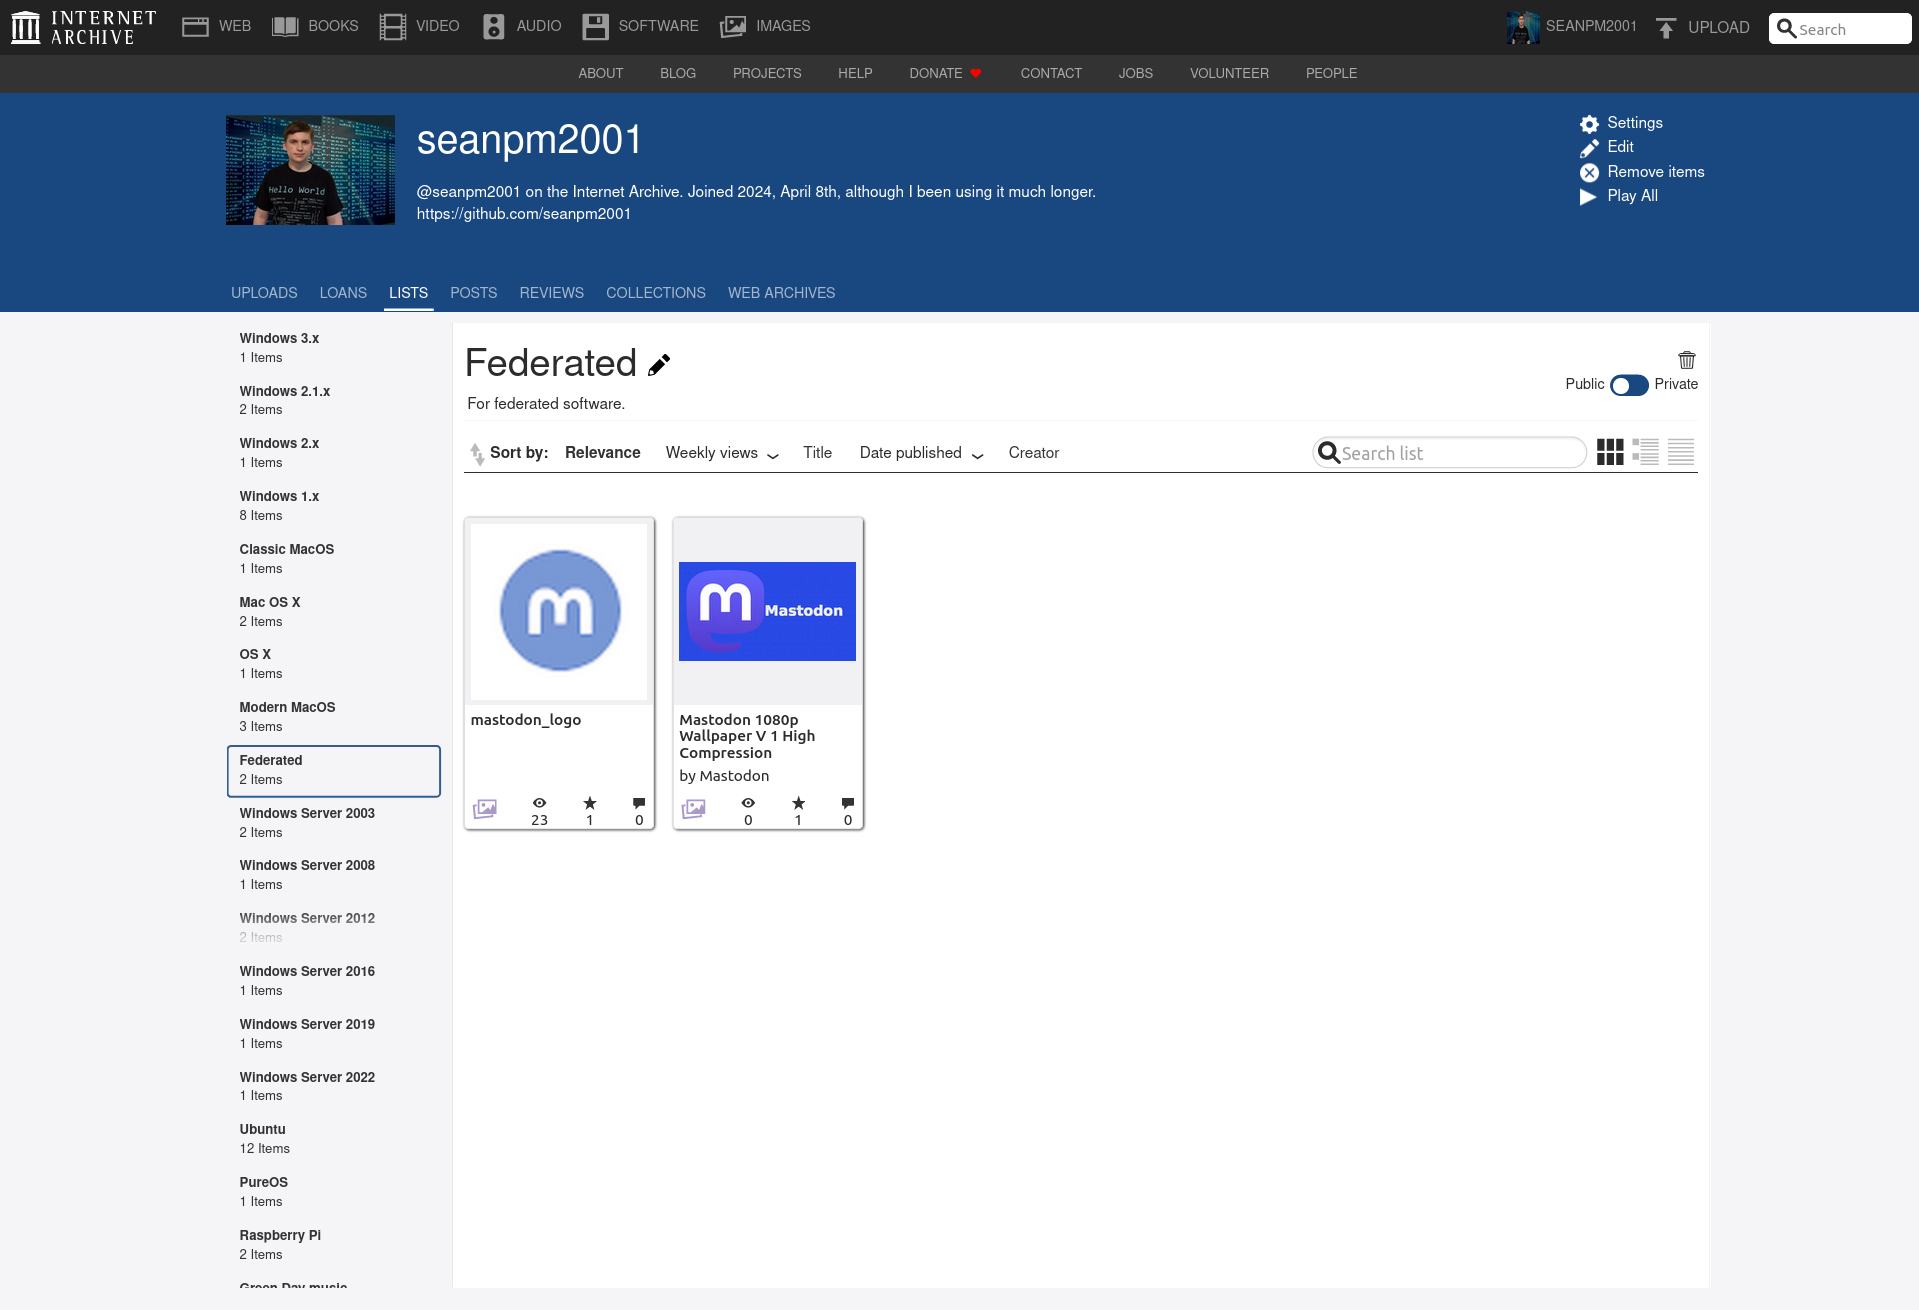 INTERNET ARCHIVE
WEB BOOKS VIDEO AUDIO SOFTWARE IMAGES
SEANPM2001 UPLOAD Search
ABOUT BLOG PROJECTS HELP DONATE CONTACT JOBS VOLUNTEER PEOPLE
Hello World
seanpm2001
@seanpm2001 on the Internet Archive. Joined 2024, April 8th, although I been using it much longer.
https://github.com/seanpm2001
Settings
Edit
Remove items
Play All
UPLOADS LOANS LISTS POSTS REVIEWS COLLECTIONS WEB ARCHIVES
Windows 3.x
1 Items
Windows 2.1.x
2 Items
Windows 2.x
1 Items
Windows 1.x
8 Items
Classic MacOS
1 Items
Mac OS X
2 Items
OS X
1 Items
Modern MacOS
3 Items
Federated
2 Items
Windows Server 2003
2 Items
Windows Server 2008
1 Items
Windows Server 2012
2 Items
Windows Server 2016
1 Items
Windows Server 2019
1 Items
Windows Server 2022
1 Items
Ubuntu
12 Items
PureOS
1 Items
Raspberry Pi
2 Items
Green Day music
Federated
For federated software.
Public Private
Sort by: Relevance Weekly views Title Date published Creator
Search list
m
mastodon_logo
23 1 0
m Mastodon
Mastodon 1080p
Wallpaper V 1 High
Compression
by Mastodon
0 1 0